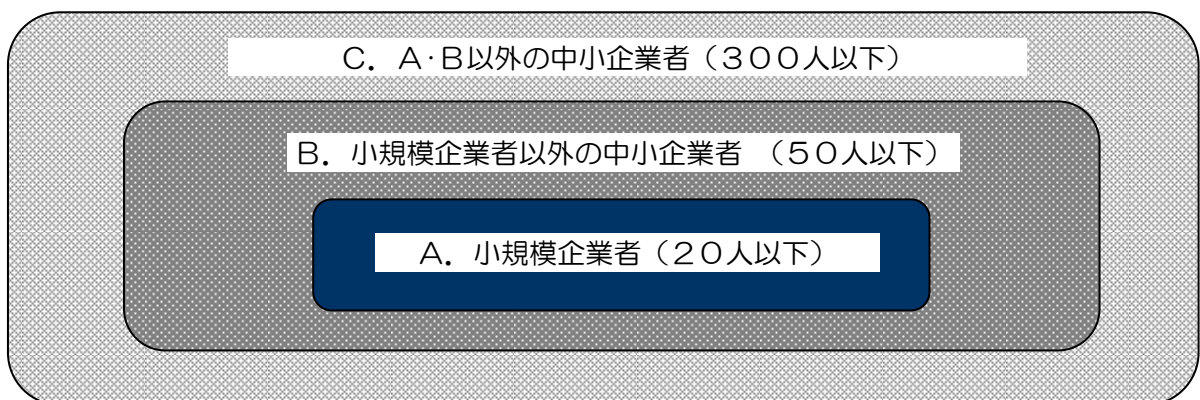 C．A・B以外の中小企業者（３００人以下）
B．小規模企業者以外の中小企業者　（５０人以下）
A．小規模企業者（２０人以下）